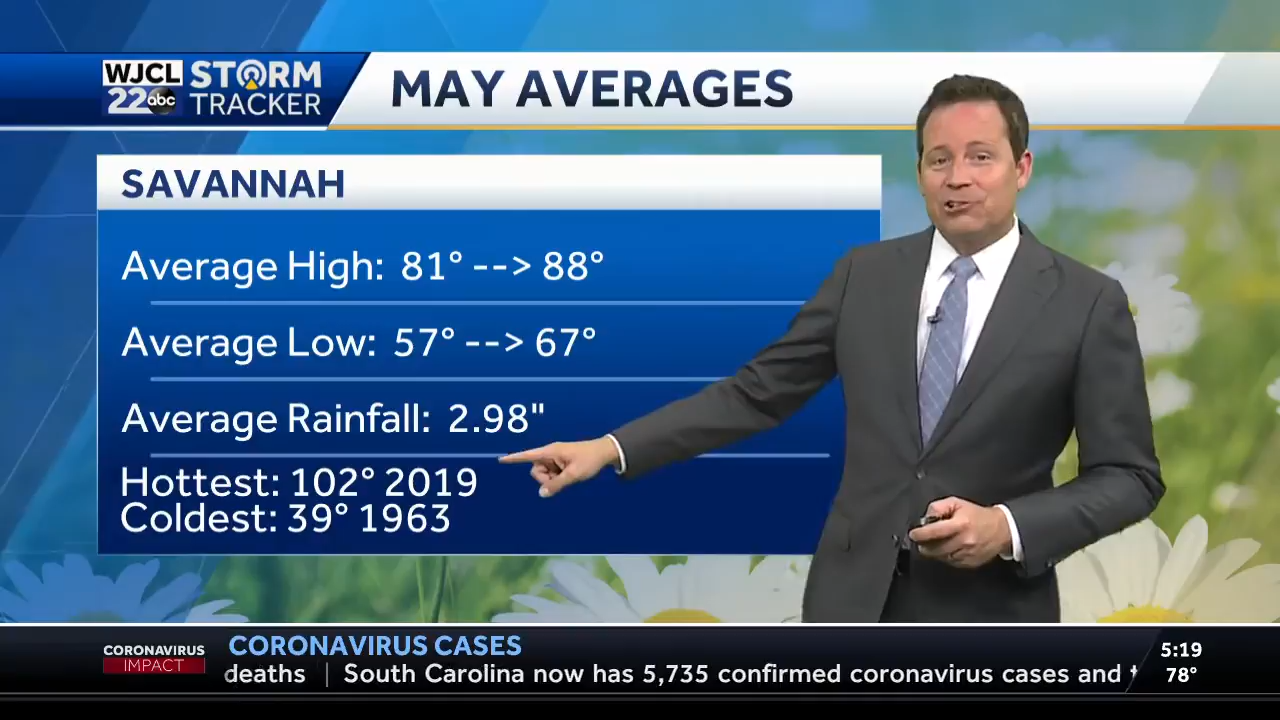 WJCL
22 abc
STORM
TRACKER
MAY AVERAGES
SAVANNAH
Average High: 81° --> 88°
Average Low: 57° --> 67°
Average Rainfall: 2.98"
Hottest: 102° 2019
Coldest: 39° 1963
CORONAVIRUS
IMPACT
CORONAVIRUS CASES
deaths | South Carolina now has 5,735 confirmed coronavirus cases and
5:19
78°